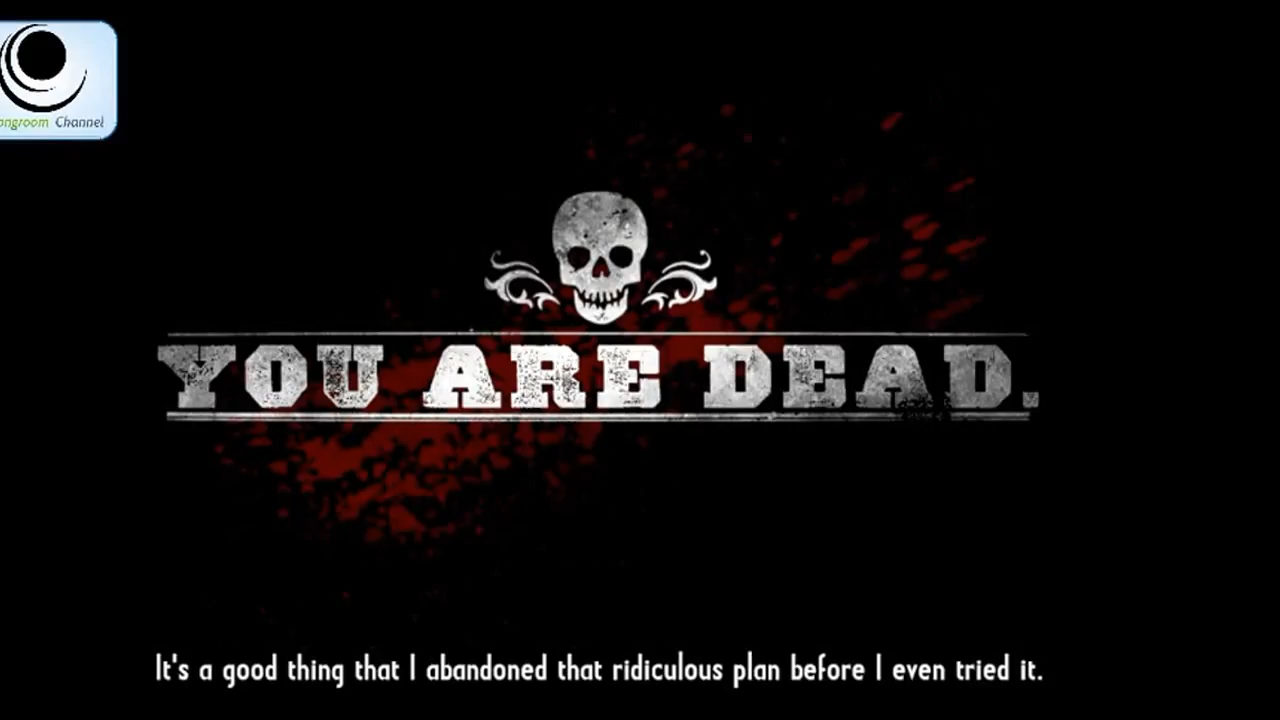 Channel
YOU ARE DEAD.
It's a good thing that I abandoned that ridiculous plan before I even tried it.